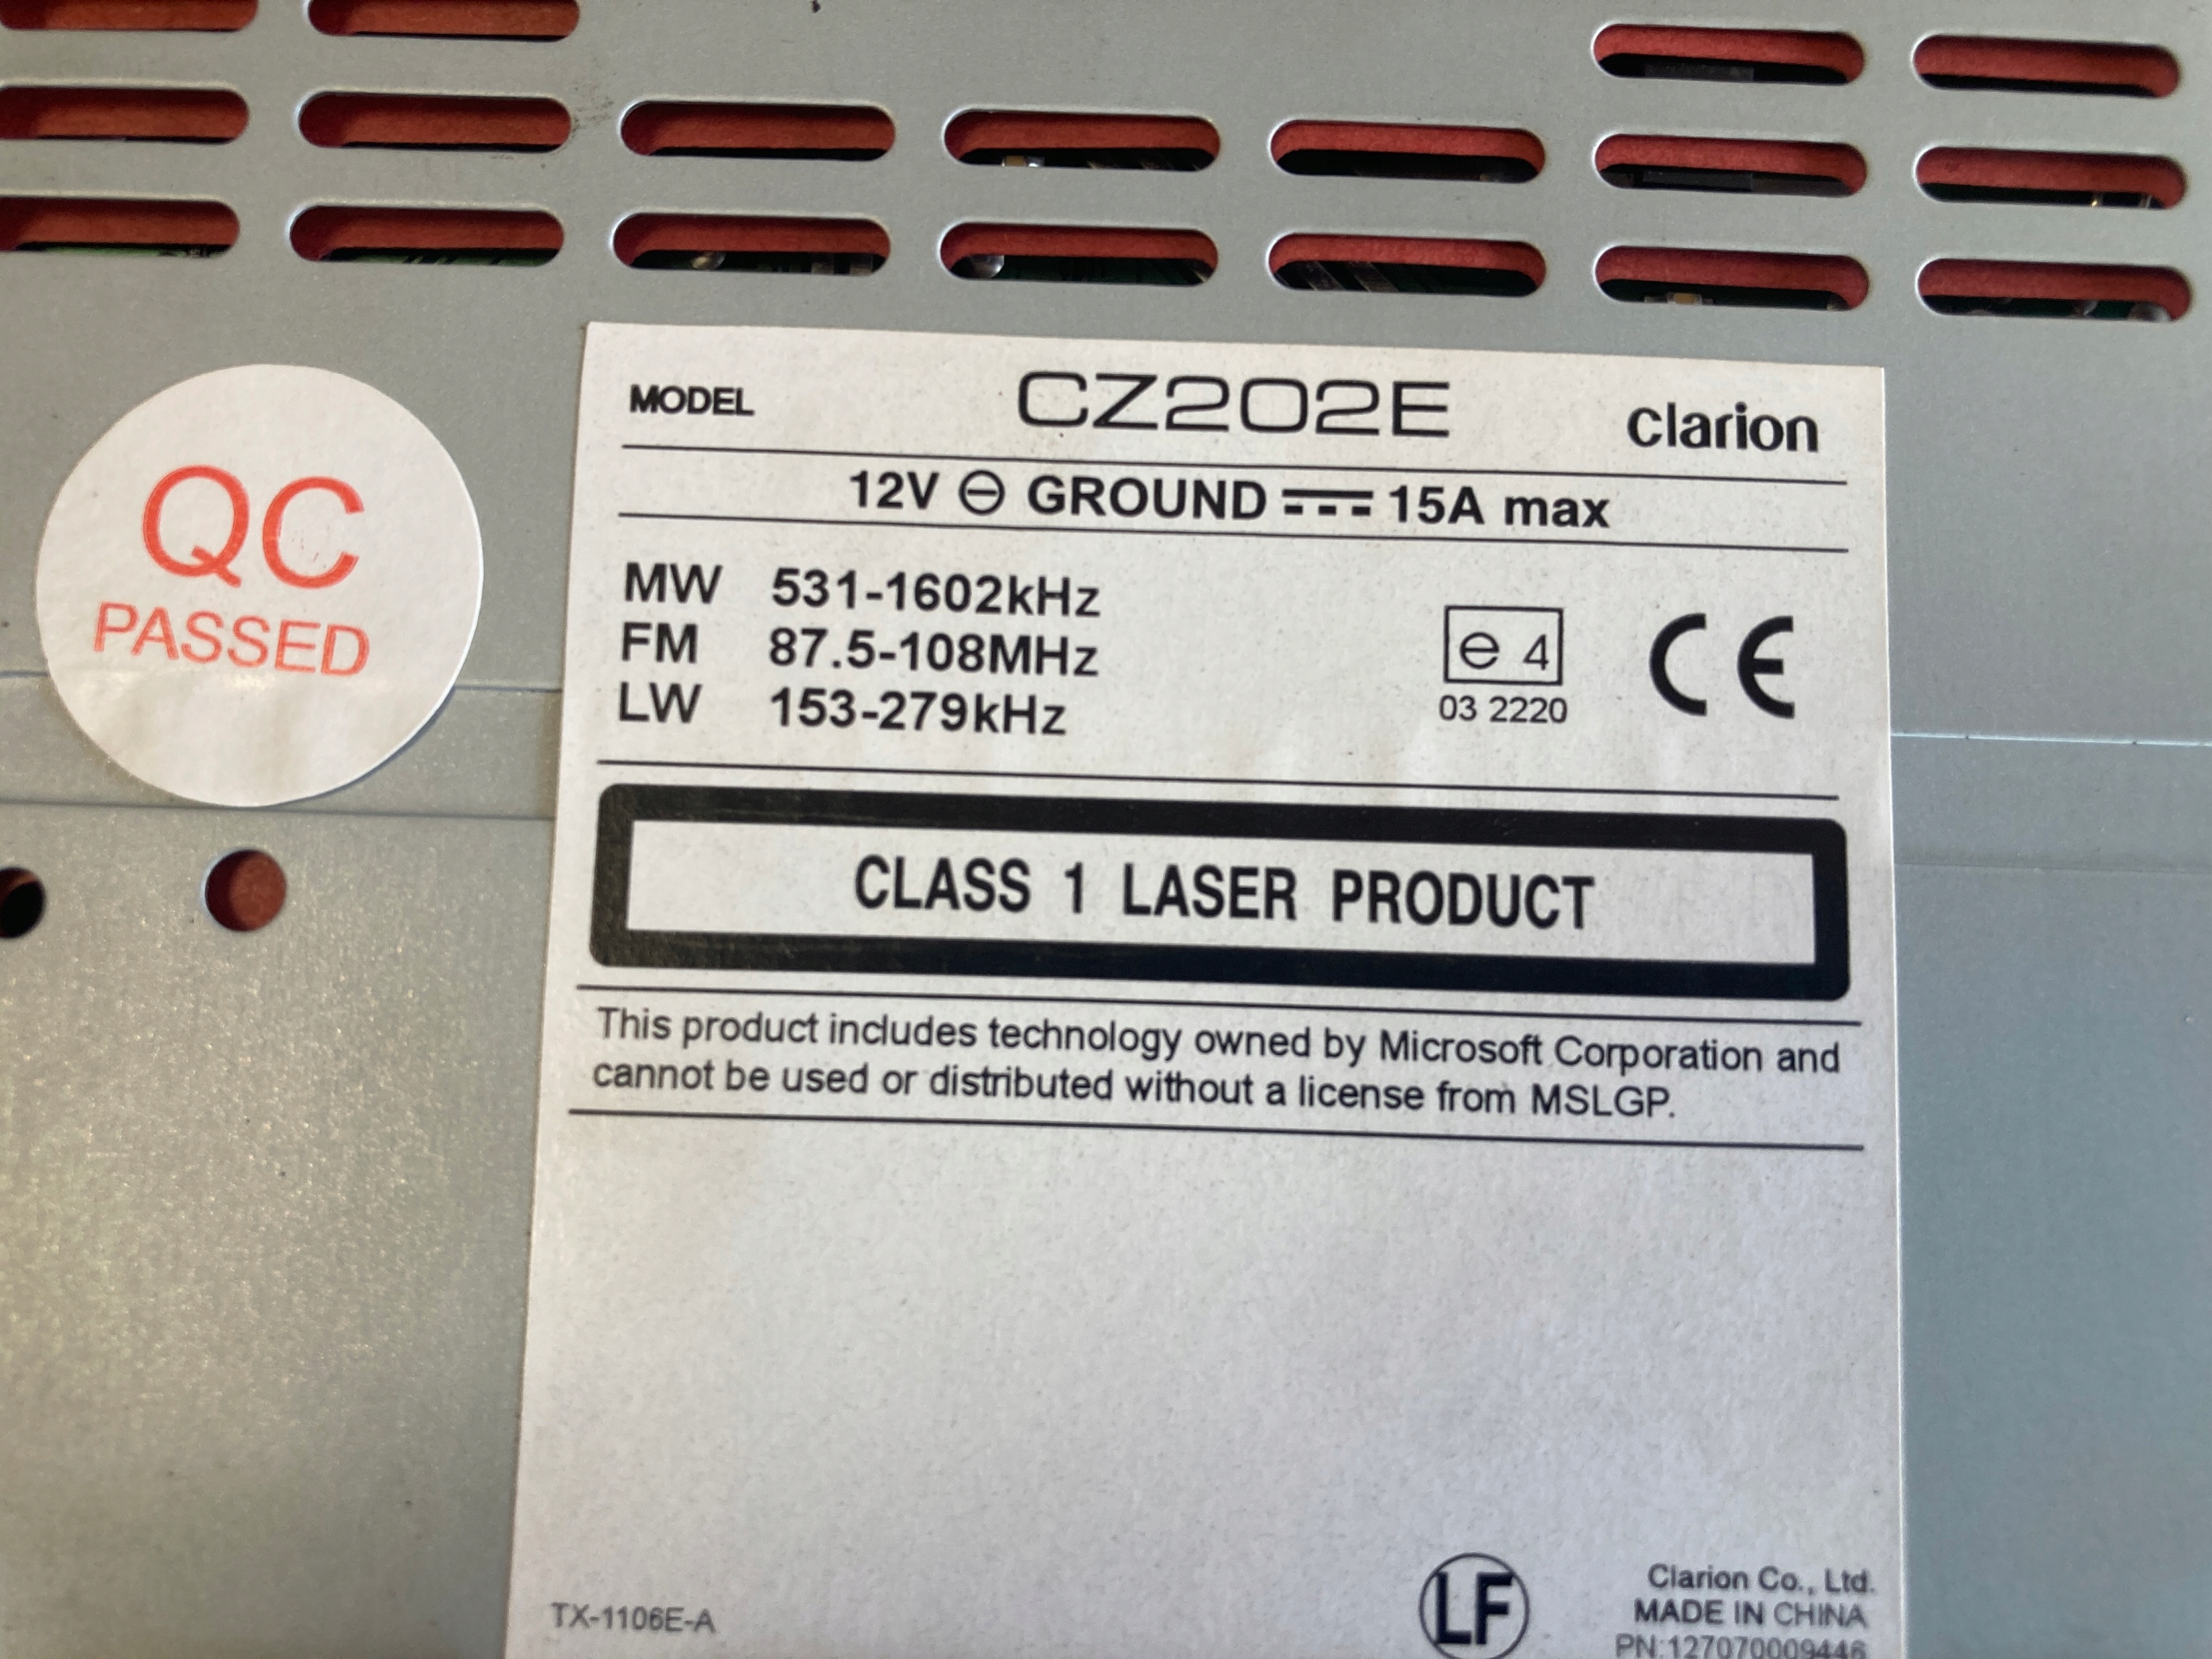 QC
PASSED
MODEL CZ202E Clarion
12V ⊖ GROUND ⎓ 15A max
MW 531-1602kHz
FM 87.5-108MHz
LW 153-279kHz
e 4
03 2220
CE
CLASS 1 LASER PRODUCT
This product includes technology owned by Microsoft Corporation and
cannot be used or distributed without a license from MSLGP.
TX-1106E-A
LF
Clarion Co., Ltd.
MADE IN CHINA
PN:127070009446